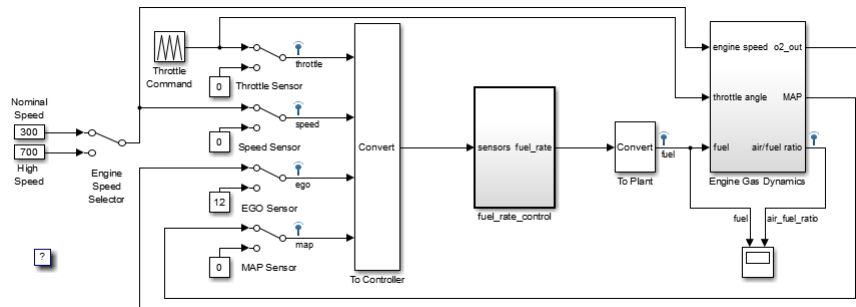 engine speed
o2_out
throttle
Throttle
Command
0
Throttle Sensor
throttle angle
MAP
Nominal
Speed
300
700
High
Speed
Engine
Speed
Selector
speed
0
Speed Sensor
Convert
sensors
fuel_rate
fuel_rate_control
Convert
To Plant
fuel
fuel
air/fuel ratio
Engine Gas Dynamics
ego
12
EGO Sensor
map
0
MAP Sensor
To Controller
fuel
air_fuel_ratio
?